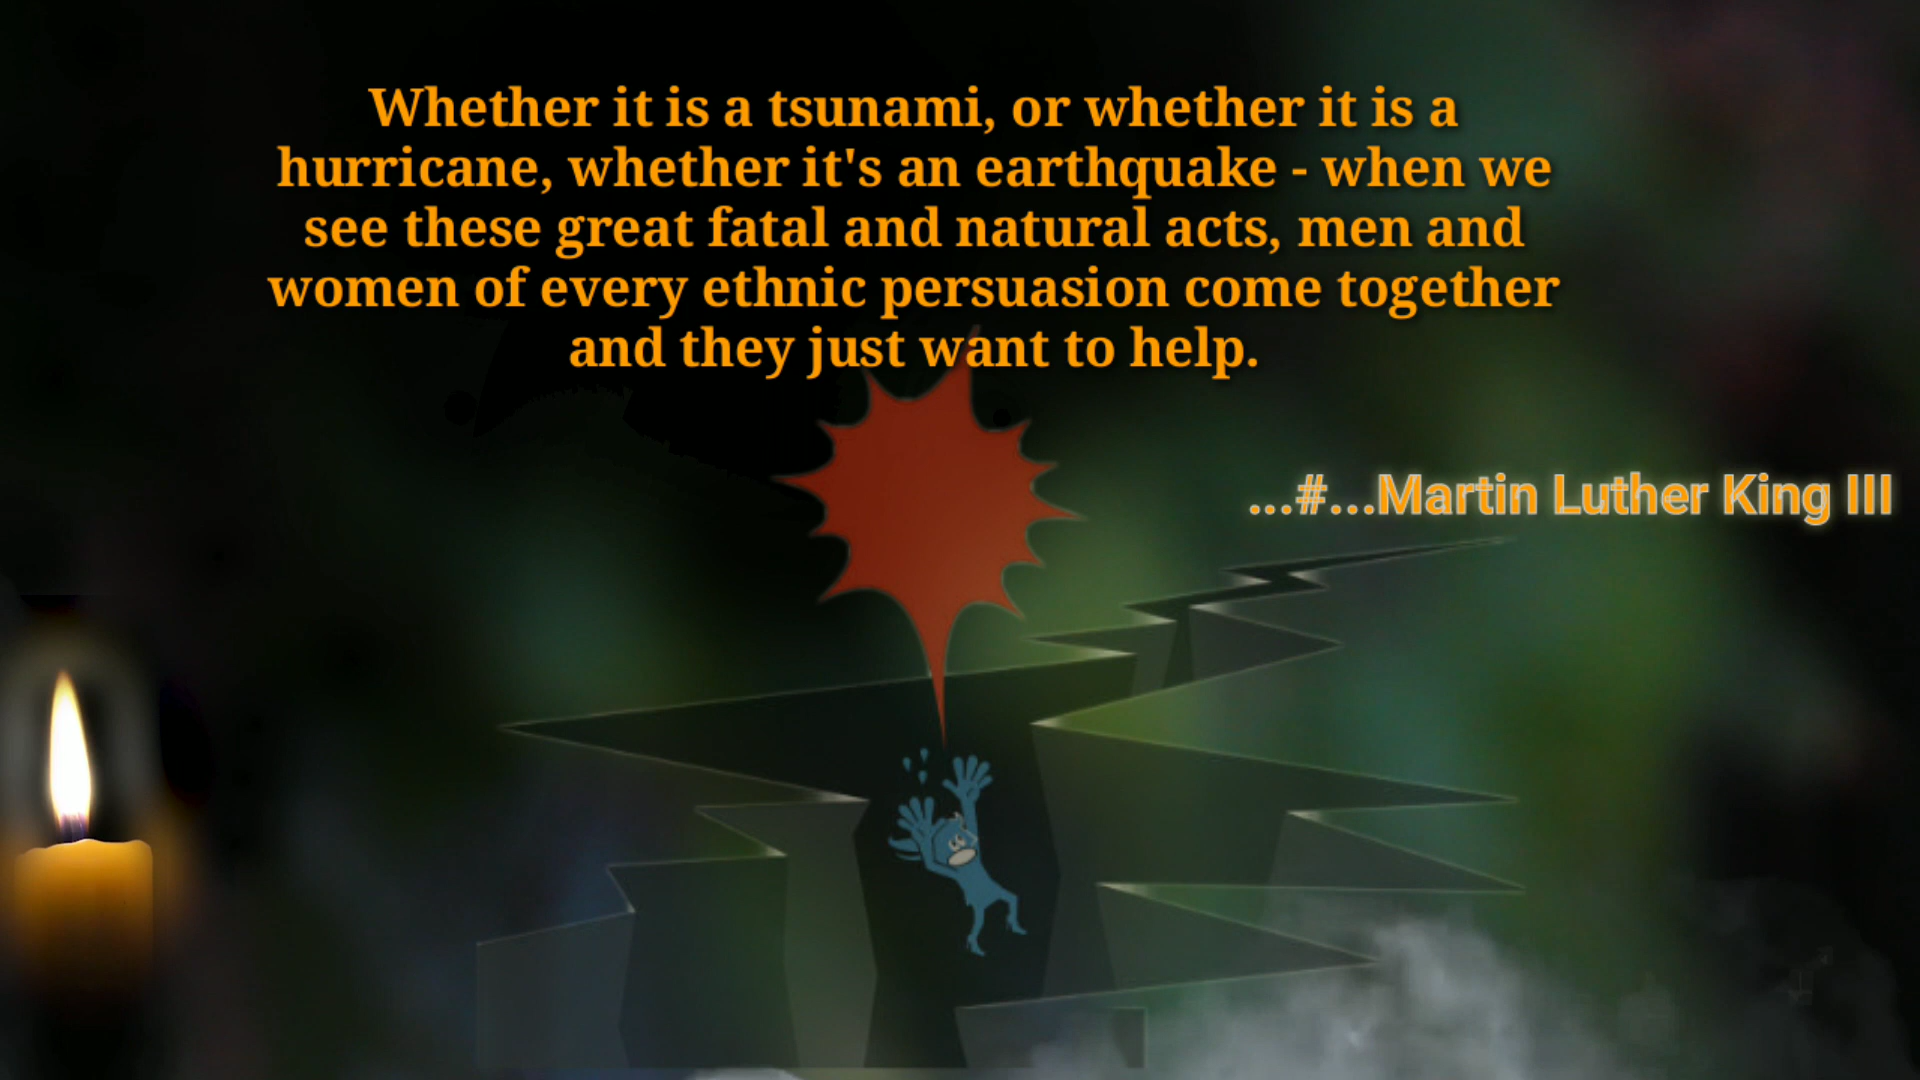 Whether it is a tsunami, or whether it is a
hurricane, whether it's an earthquake - when we
see these great fatal and natural acts, men and
women of every ethnic persuasion come together
and they just want to help.
...#...Martin Luther King III